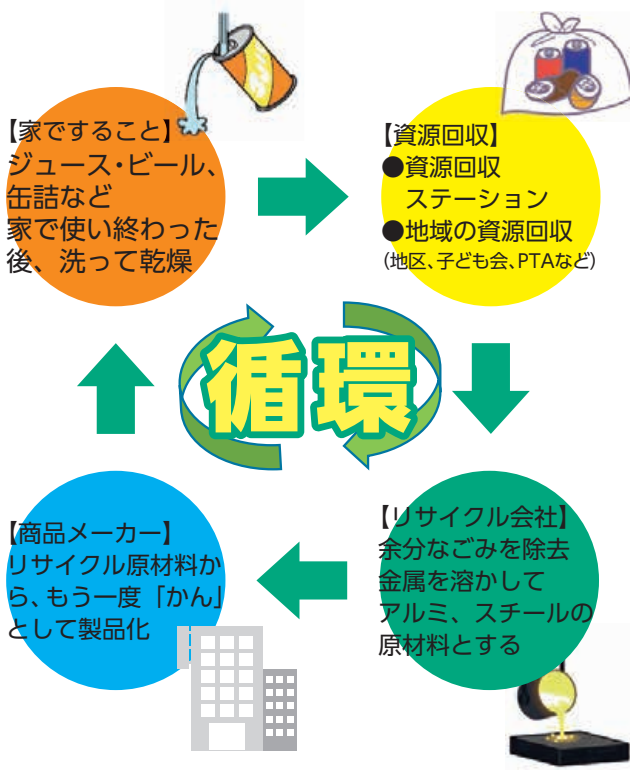 【家ですること】
ジュース・ビール、
缶詰など
家で使い終わった
後、洗って乾燥
【資源回収】
●資源回収
ステーション
●地域の資源回収
(地区、子ども会、PTAなど)
循環
【リサイクル会社】
余分なごみを除去
金属を溶かして
アルミ、スチールの
原材料とする
【商品メーカー】
リサイクル原材料か
ら、もう一度「かん」
として製品化